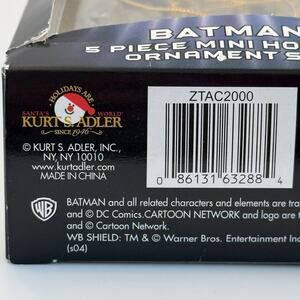 BATMAN
5 PIECE MINI HO
ORNAMENT S
HOLIDAYS ARE
SANTA'S WORLD
KURT S. ADLER
SINCE 1946
ZTAC2000
0 86131 63288 4
© KURT S. ADLER, INC.,
NY, NY 10010
www.kurtadler.com
MADE IN CHINA
WB
BATMAN and all related characters and elements are tra
and © DC Comics.CARTOON NETWORK and logo are te
and © Cartoon Network.
WB SHIELD: TM & © Warner Bros. Entertainment Inc
(s04)